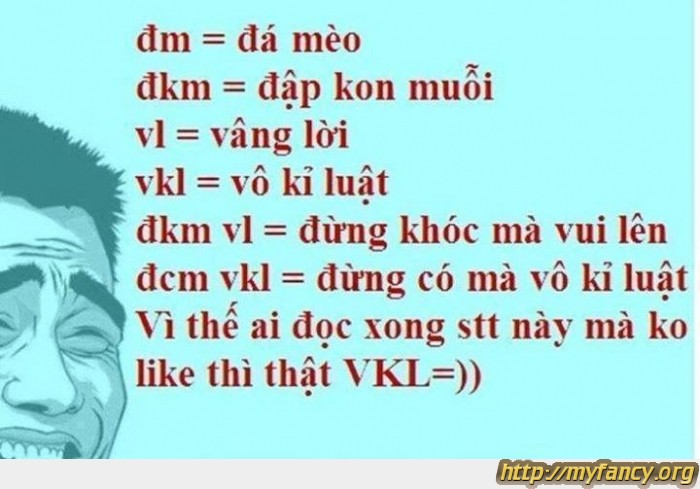 đm = đá mèo
đkm = đập kon muỗi
vl = vâng lời
vkl = vô kỉ luật
đkm vl = đừng khóc mà vui lên
đcm vkl = đừng có mà vô kỉ luật
Vì thế ai đọc xong stt này mà ko
like thì thật VKL=))
http://myfancy.org